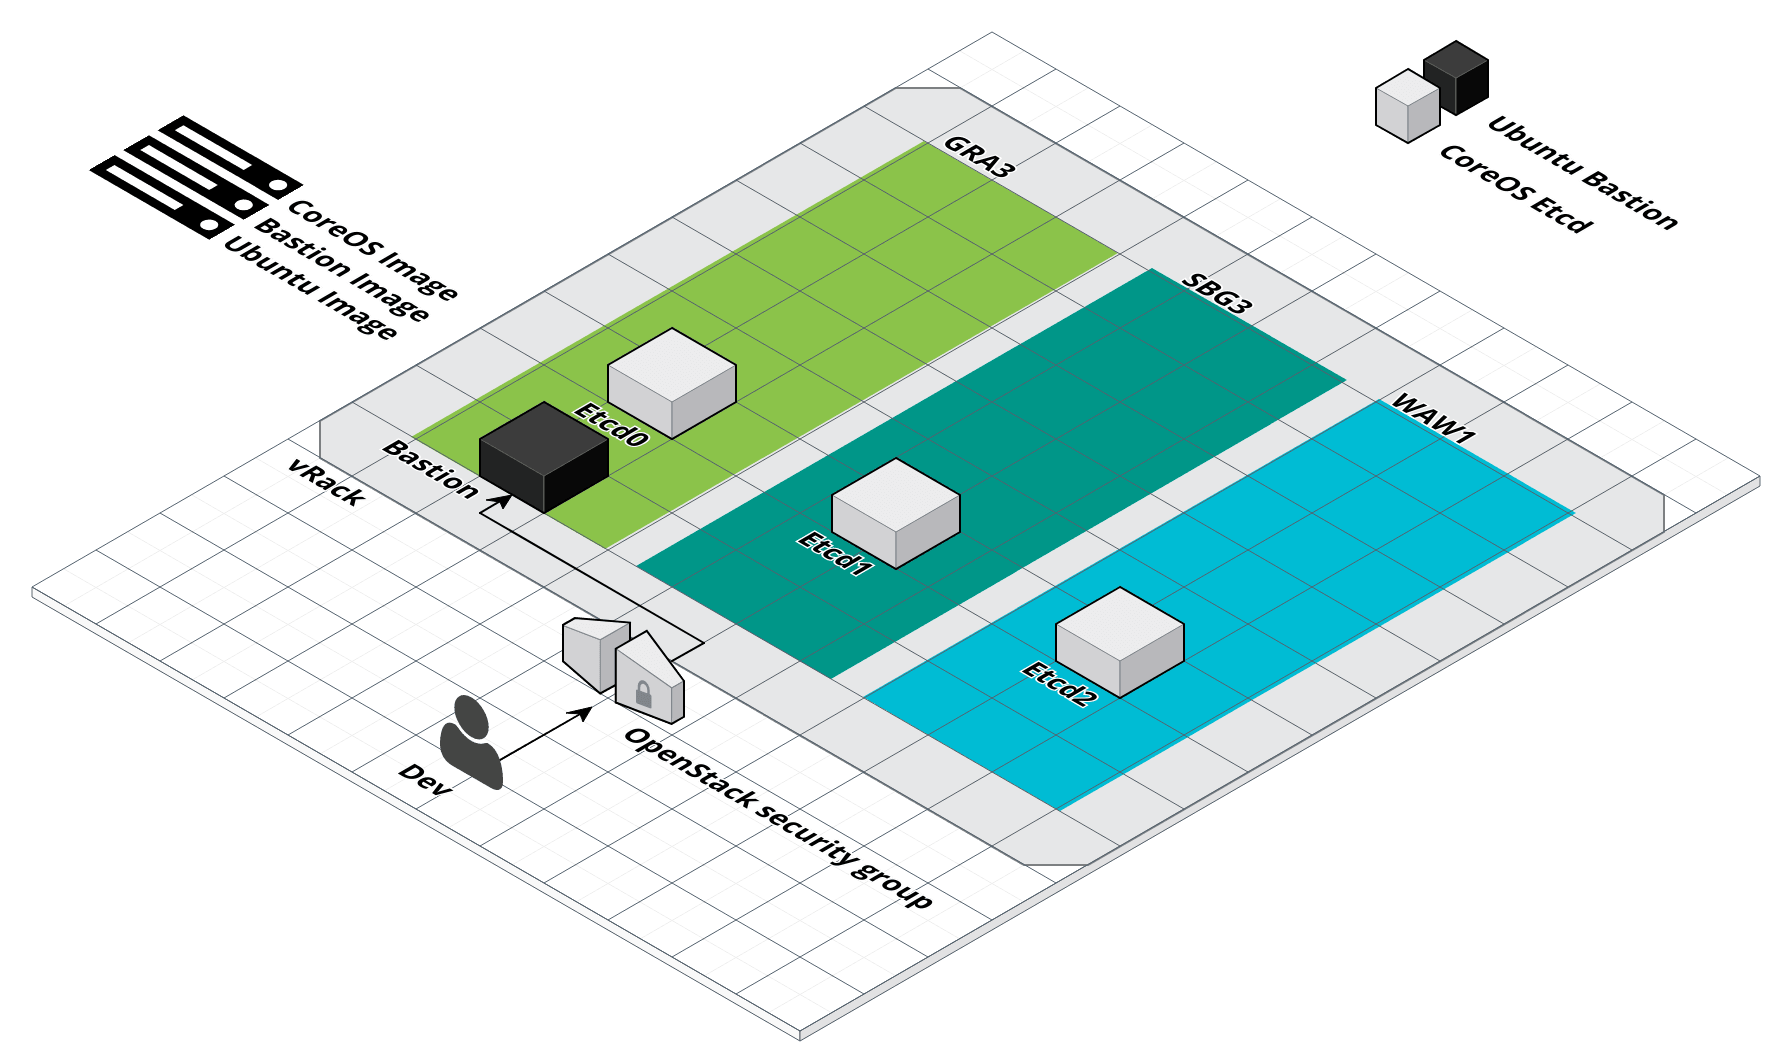 CoreOS Image
Bastion Image
Ubuntu Image
Ubuntu Bastion
CoreOS Etcd
GRA3
SBG3
WAW1
Etcd0
Bastion
vRack
Etcd1
Etcd2
OpenStack security group
Dev